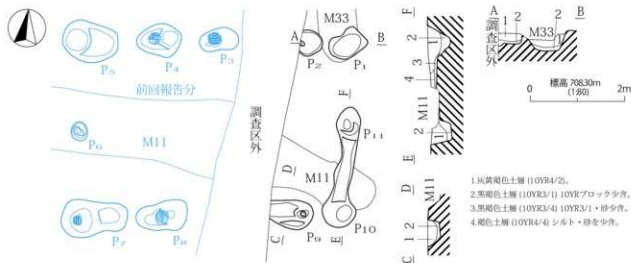 M33
A
B
P5
P4
P3
P2
P1
前回報告分
調査区外
F
P11
P6
M11
D
M11
P7
P8
C
P9
E
P10
F
2
1
3
4
M11
2
1
E
D
M11
1 2
C
A
1 2
M33
2
B
調査区外
標高 708.30m
(1:80)
0
2m
1.灰黄褐色土層 (10YR4/2)。
2.黒褐色土層 (10YR3/1) 10YRブロック少含。
3.黒褐色土層 (10YR3/4) 10YR3/1・砂少含。
4.褐色土層 (10YR4/4) シルト・砂を少含。